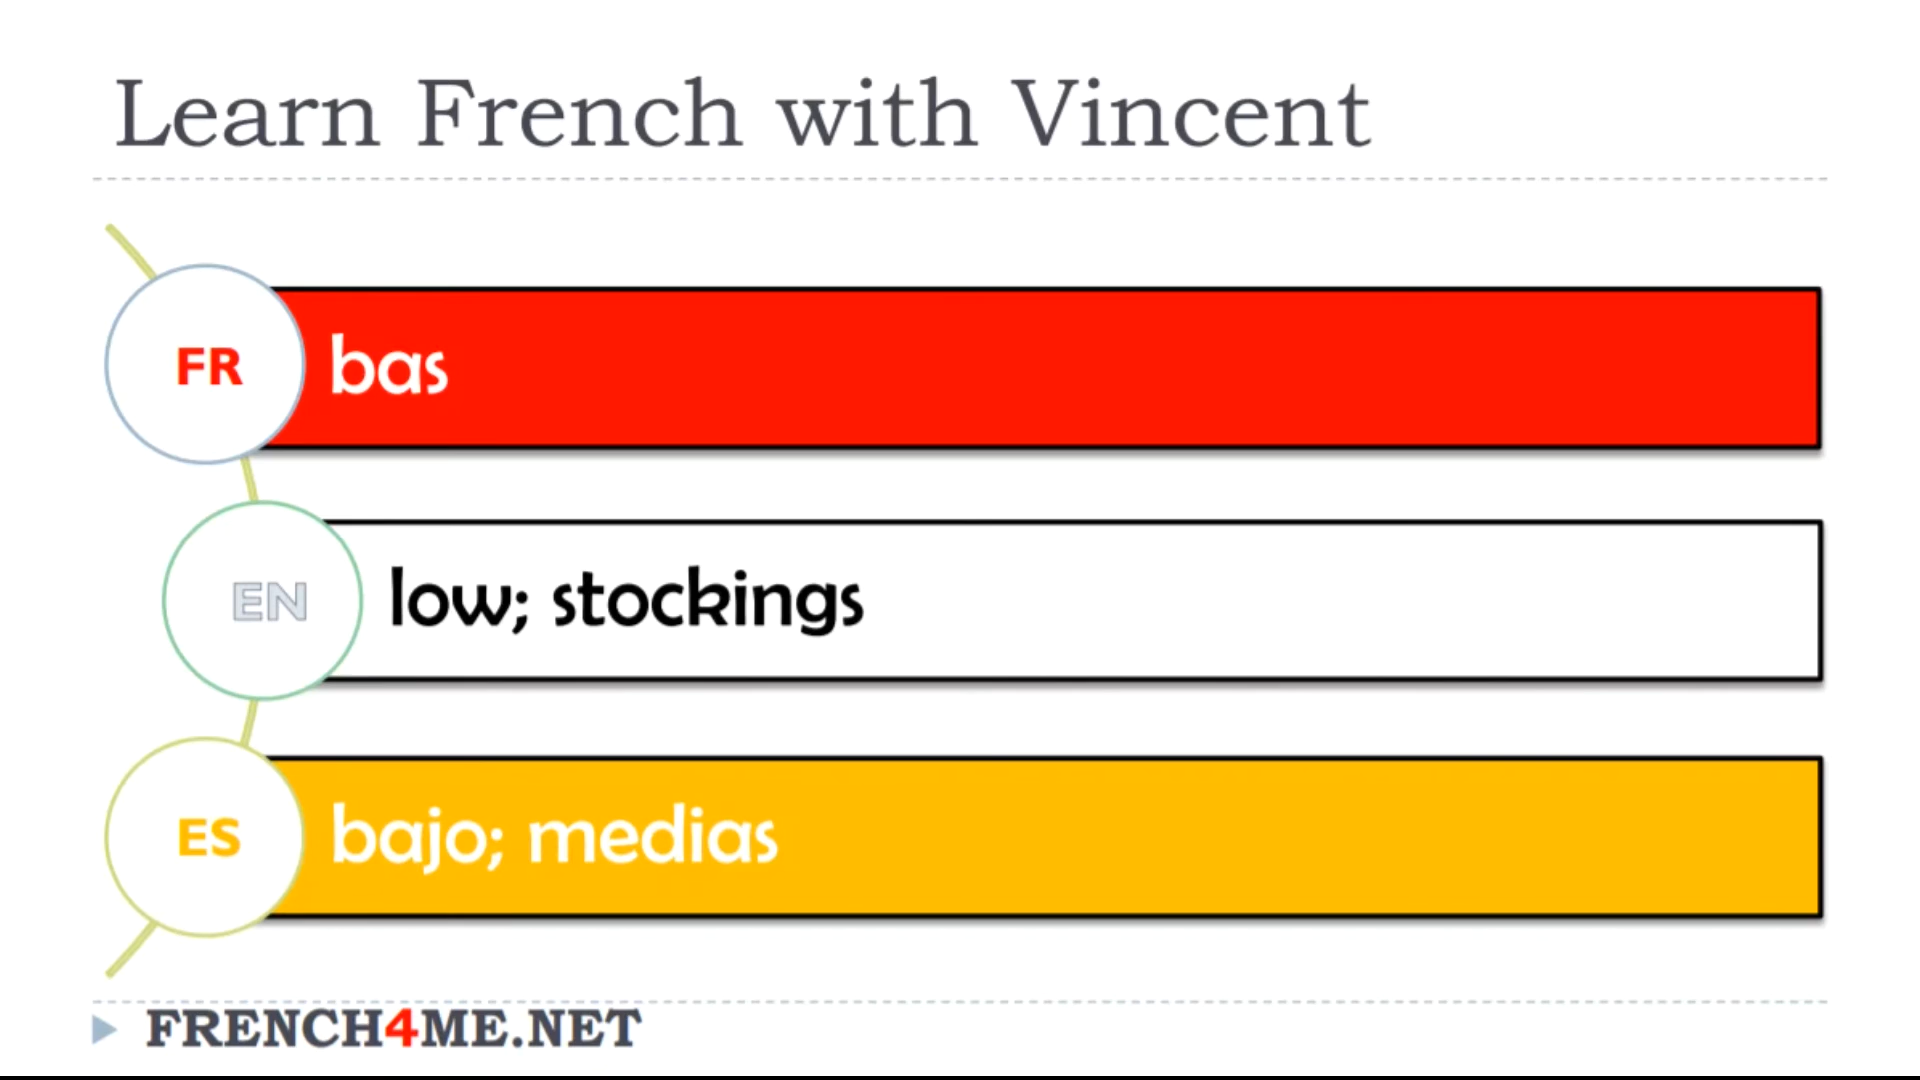 Learn French with Vincent
FR bas
EN low; stockings
ES bajo; medias
FRENCH4ME.NET